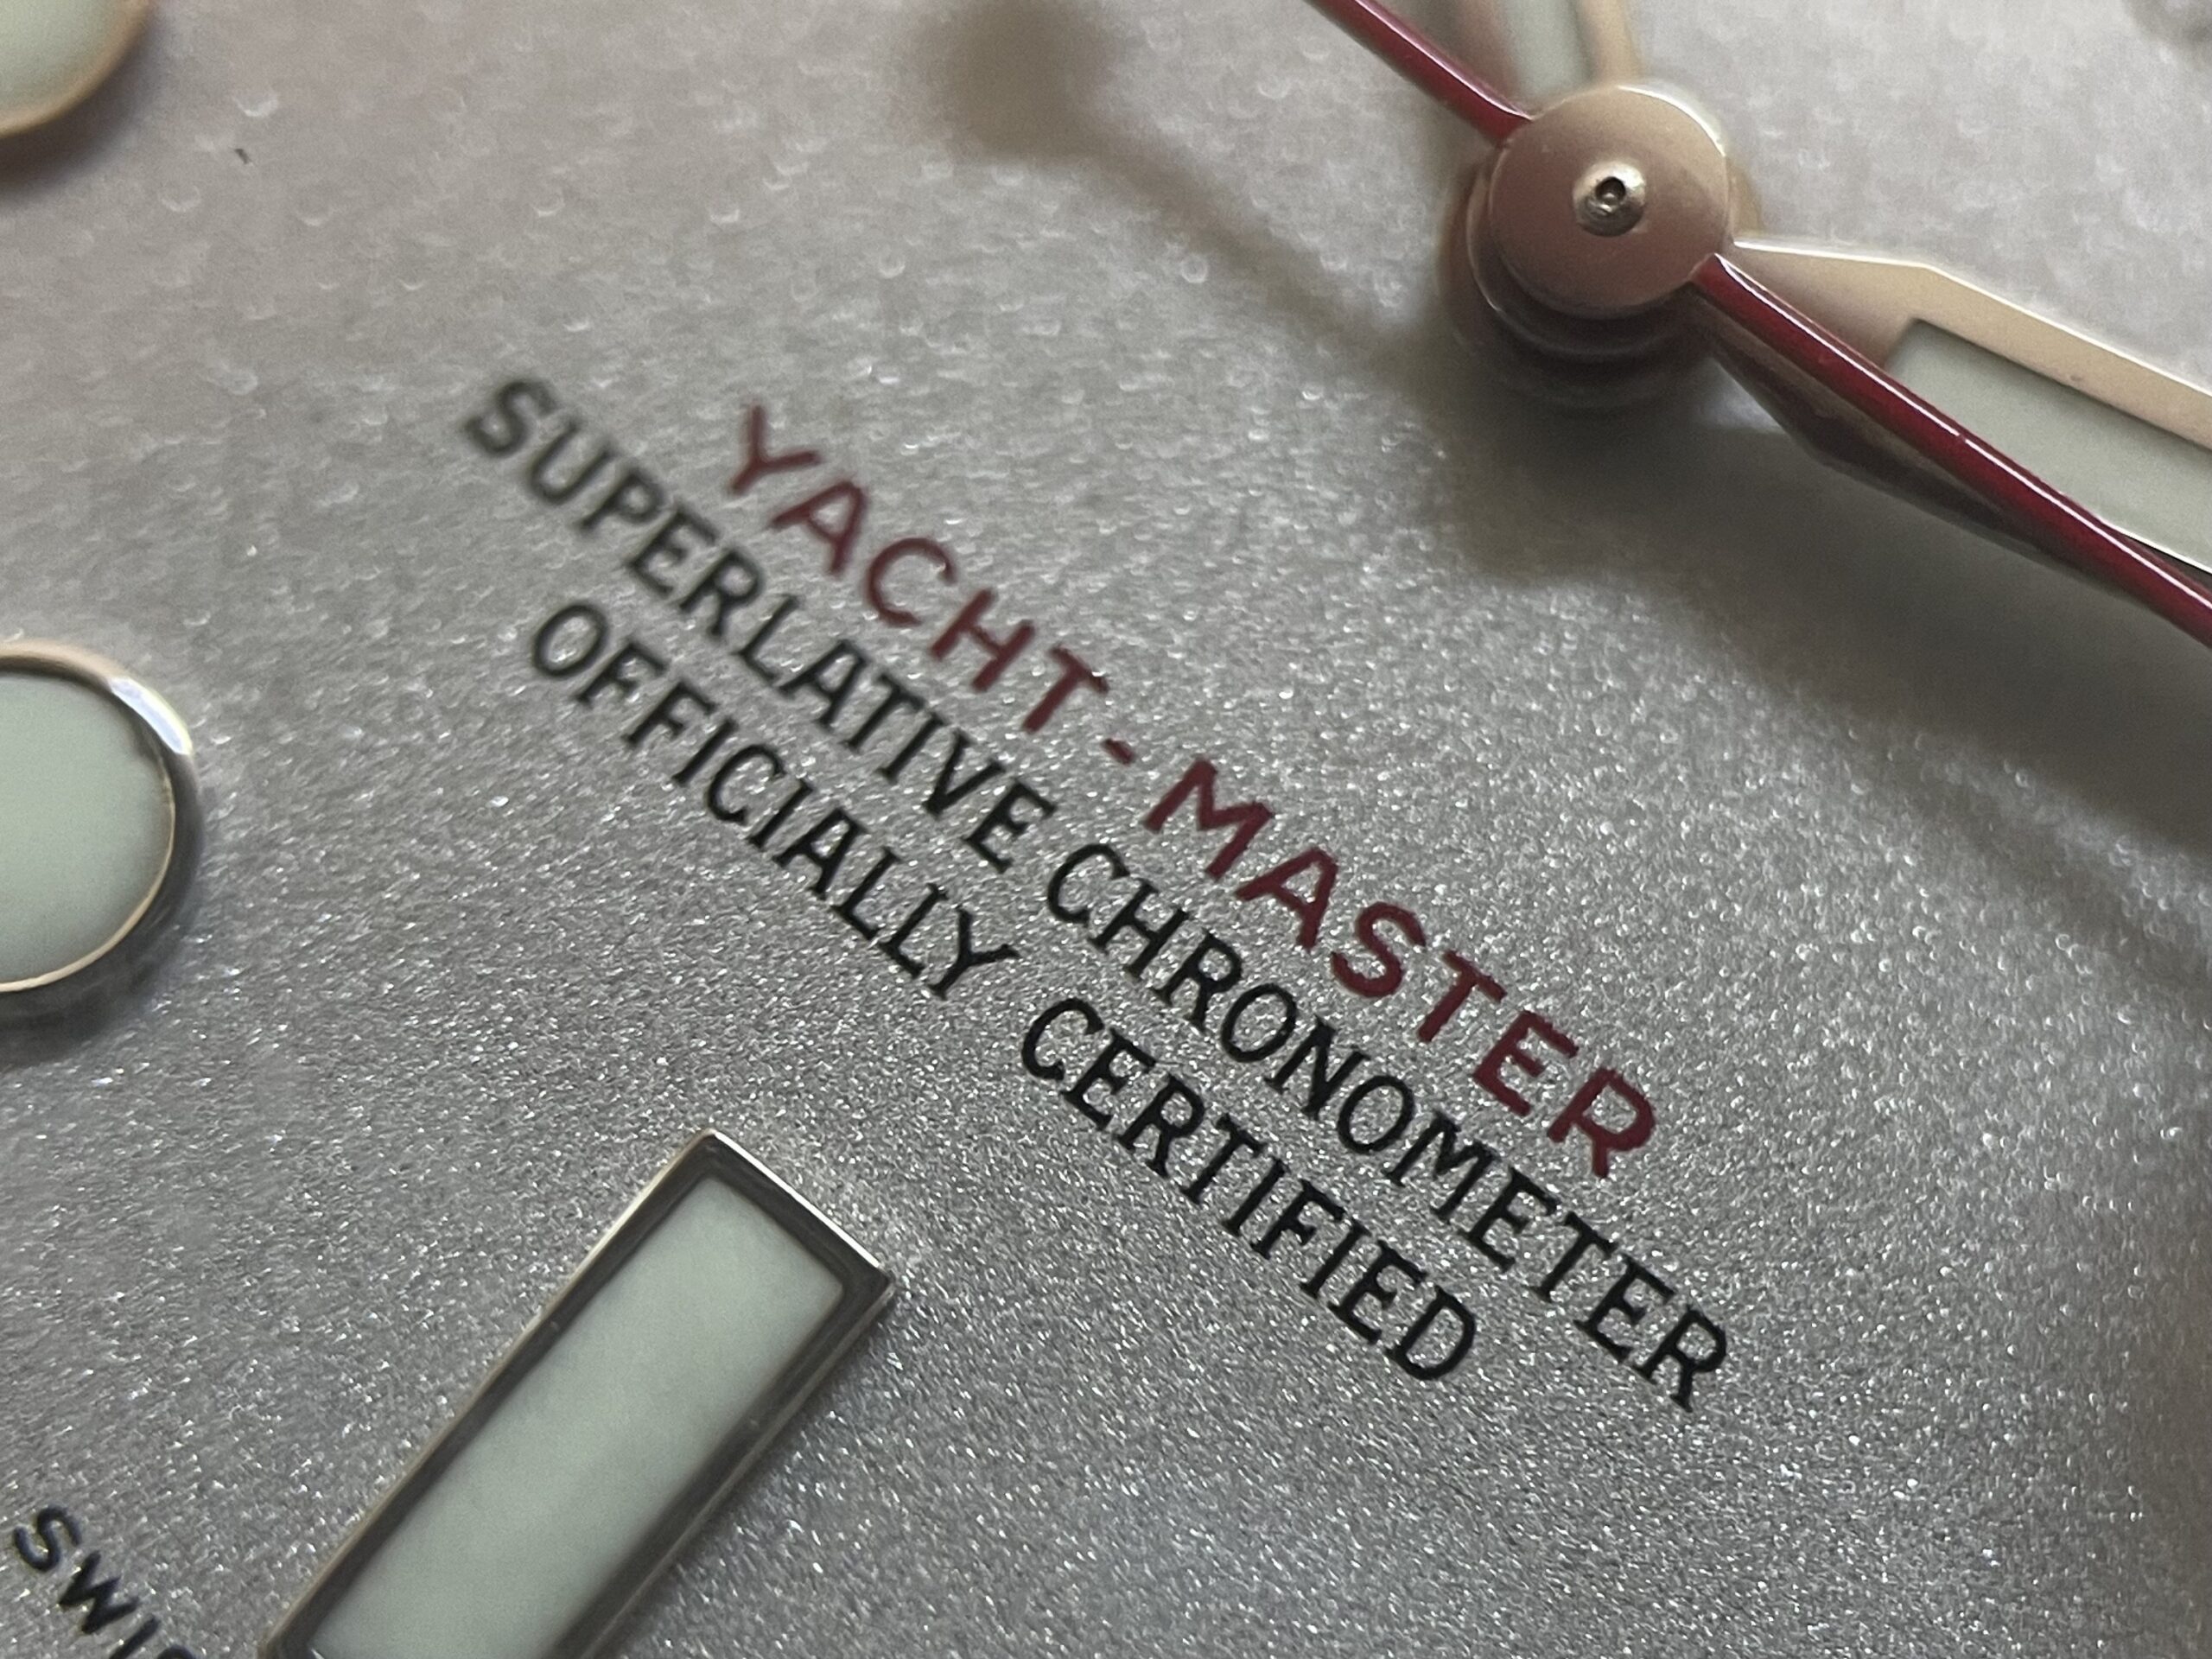 YACHT-MASTER
SUPERLATIVE CHRONOMETER
OFFICIALLY CERTIFIED